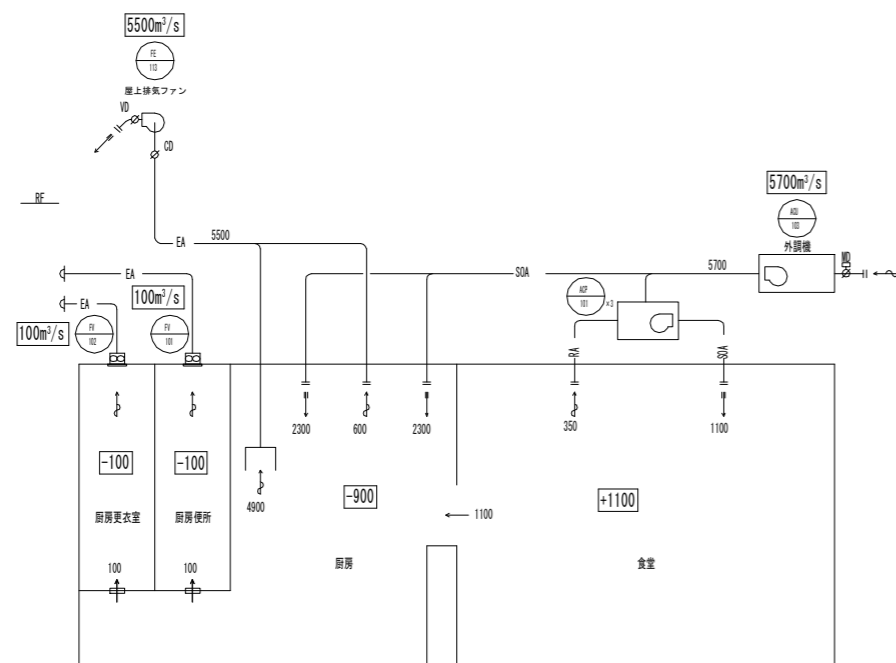 5500m³/s
FE
113
屋上排気ファン
VD
CD
RF
EA
5500
5700m³/s
ACU
103
外調機
MD
EA
SOA
5700
100m³/s
EA
ACP
101
×3
100m³/s
FV
102
FV
101
RA
SOA
2300
600
2300
350
1100
-100
-100
4900
-900
+1100
厨房更衣室
厨房便所
1100
100
100
厨房
食堂